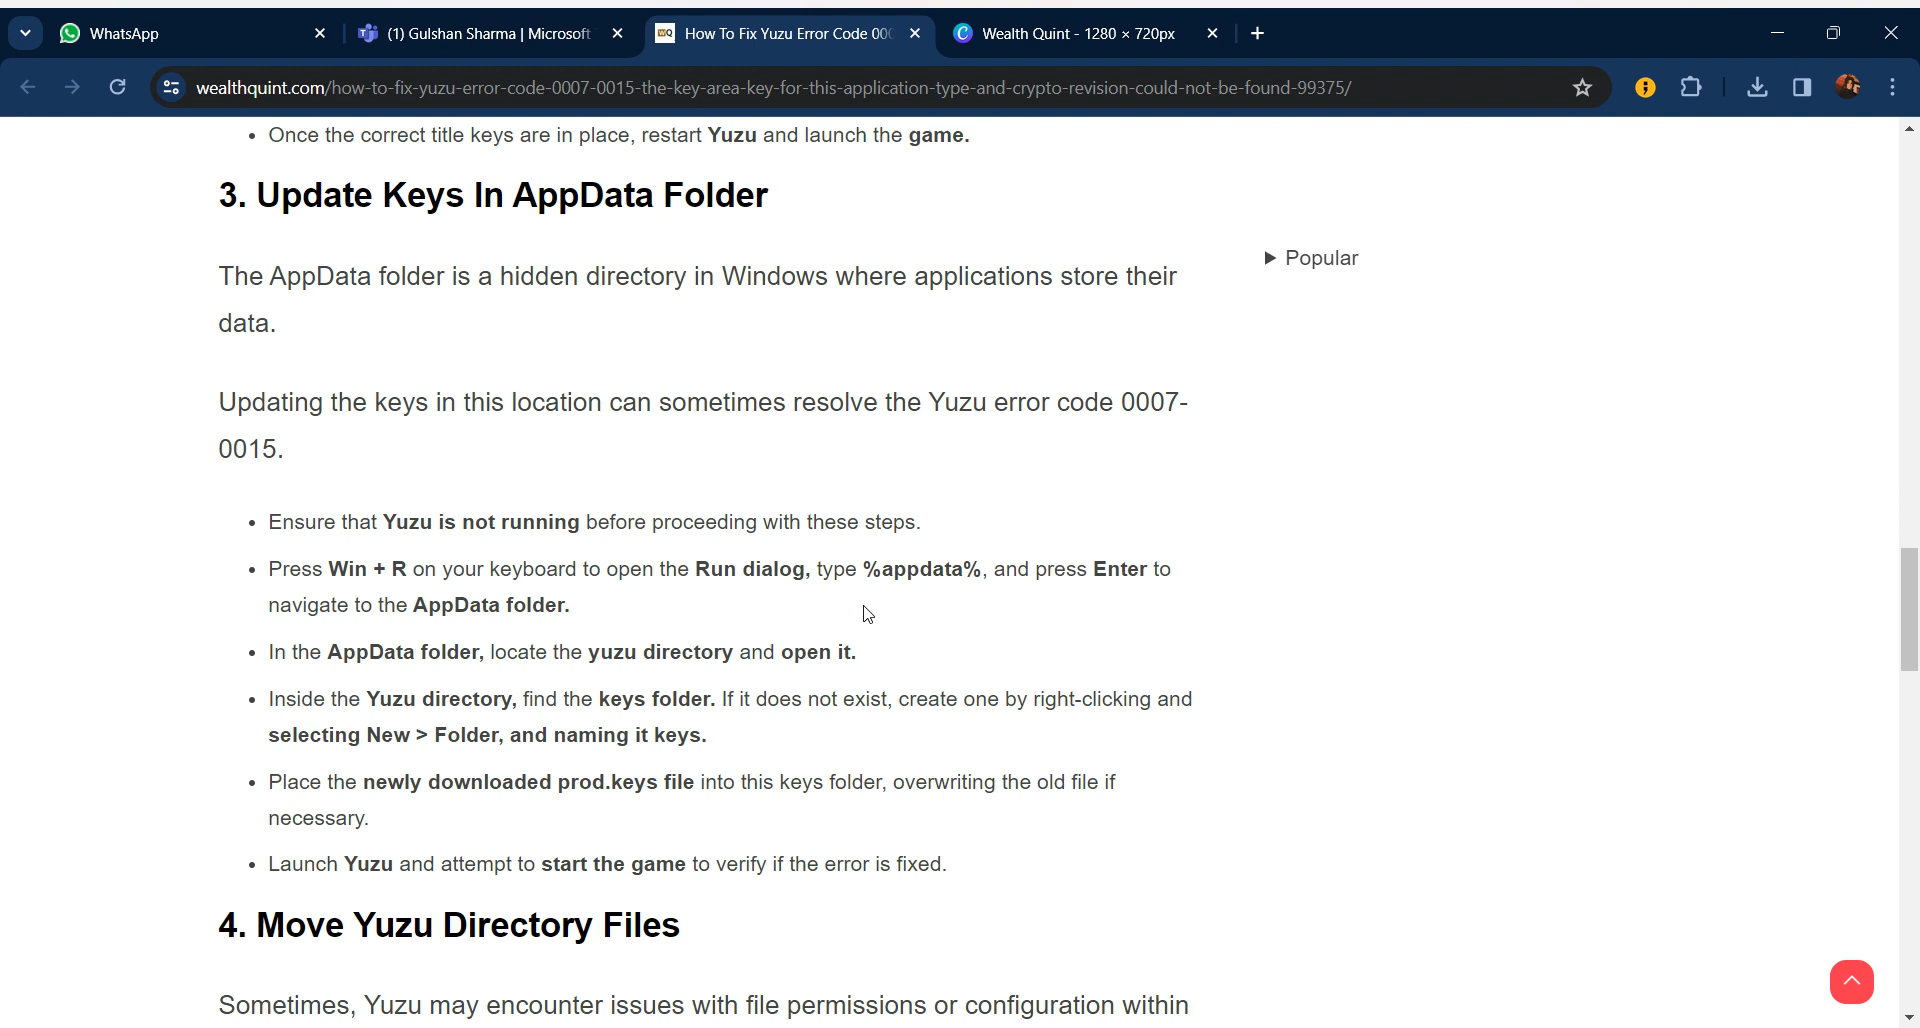 WhatsApp
(1) Gulshan Sharma | Microsoft
How To Fix Yuzu Error Code 00
Wealth Quint - 1280 × 720px
wealthquint.com/how-to-fix-yuzu-error-code-0007-0015-the-key-area-key-for-this-application-type-and-crypto-revision-could-not-be-found-99375/
• Once the correct title keys are in place, restart Yuzu and launch the game.
3. Update Keys In AppData Folder
Popular
The AppData folder is a hidden directory in Windows where applications store their
data.
Updating the keys in this location can sometimes resolve the Yuzu error code 0007-
0015.
• Ensure that Yuzu is not running before proceeding with these steps.
• Press Win + R on your keyboard to open the Run dialog, type %appdata%, and press Enter to
navigate to the AppData folder.
• In the AppData folder, locate the yuzu directory and open it.
• Inside the Yuzu directory, find the keys folder. If it does not exist, create one by right-clicking and
selecting New > Folder, and naming it keys.
• Place the newly downloaded prod.keys file into this keys folder, overwriting the old file if
necessary.
• Launch Yuzu and attempt to start the game to verify if the error is fixed.
4. Move Yuzu Directory Files
Sometimes, Yuzu may encounter issues with file permissions or configuration within